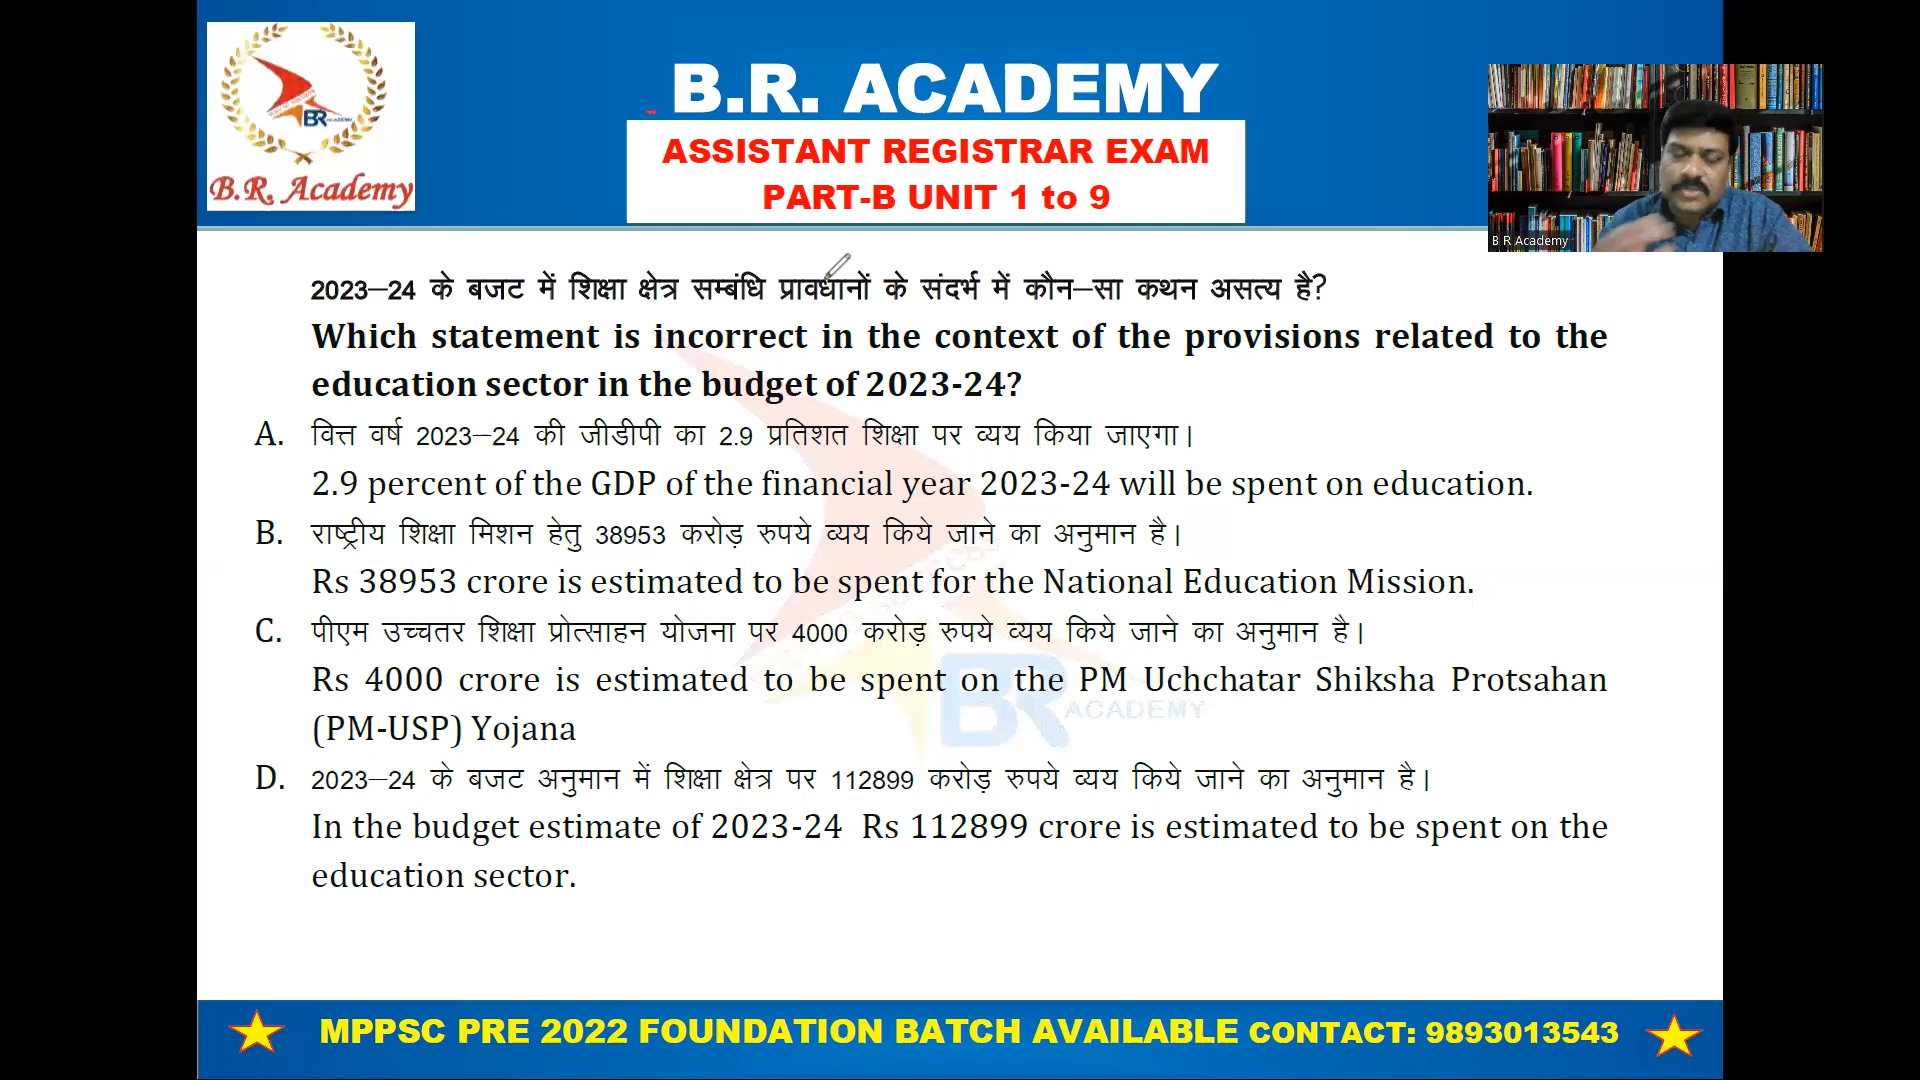 B.R. ACADEMY
BR
B.R. Academy
ASSISTANT REGISTRAR EXAM
PART-B UNIT 1 to 9
B R Academy
2023–24 के बजट में शिक्षा क्षेत्र सम्बंधि प्रावधानों के संदर्भ में कौन–सा कथन असत्य है?
Which statement is incorrect in the context of the provisions related to the
education sector in the budget of 2023-24?
A. वित्त वर्ष 2023–24 की जीडीपी का 2.9 प्रतिशत शिक्षा पर व्यय किया जाएगा।
2.9 percent of the GDP of the financial year 2023-24 will be spent on education.
B. राष्ट्रीय शिक्षा मिशन हेतु 38953 करोड़ रुपये व्यय किये जाने का अनुमान है।
Rs 38953 crore is estimated to be spent for the National Education Mission.
C. पीएम उच्चतर शिक्षा प्रोत्साहन योजना पर 4000 करोड़ रुपये व्यय किये जाने का अनुमान है।
Rs 4000 crore is estimated to be spent on the PM Uchchatar Shiksha Protsahan
(PM-USP) Yojana
BR ACADEMY
D. 2023–24 के बजट अनुमान में शिक्षा क्षेत्र पर 112899 करोड़ रुपये व्यय किये जाने का अनुमान है।
In the budget estimate of 2023-24 Rs 112899 crore is estimated to be spent on the
education sector.
MPPSC PRE 2022 FOUNDATION BATCH AVAILABLE CONTACT: 9893013543